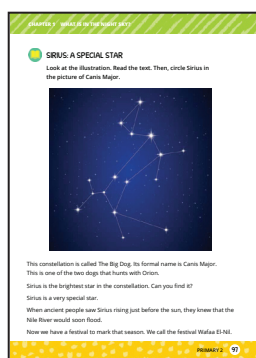 CHAPTER 3 WHAT IS IN THE NIGHT SKY?
SIRIUS: A SPECIAL STAR
Look at the illustration. Read the text. Then, circle Sirius in
the picture of Canis Major.
This constellation is called The Big Dog. Its formal name is Canis Major.
This is one of the two dogs that hunts with Orion.
Sirius is the brightest star in the constellation. Can you find it?
Sirius is a very special star.
When ancient people saw Sirius rising just before the sun, they knew that the
Nile River would soon flood.
Now we have a festival to mark that season. We call the festival Wafaa El-Nil.
PRIMARY 2 97